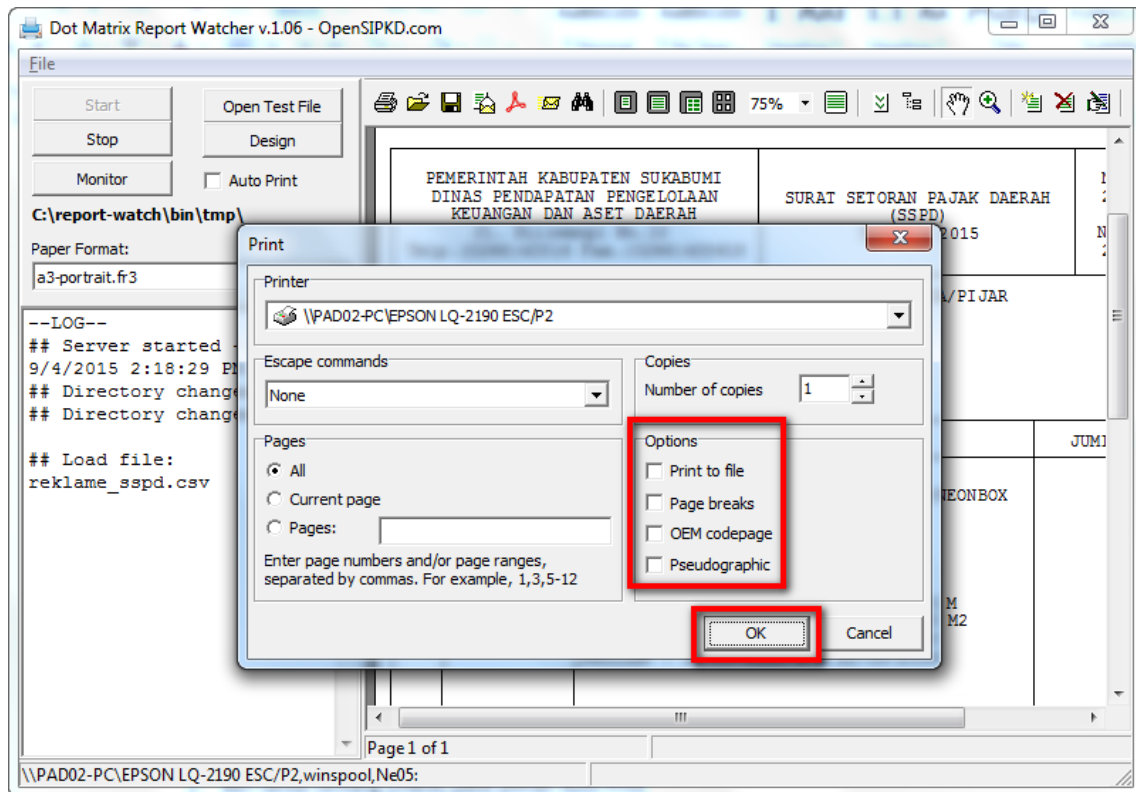 Dot Matrix Report Watcher v.1.06 - OpenSIPKD.com
File
Start
Open Test File
Stop
Design
Monitor
Auto Print
C:\report-watch\bin\tmp\
Paper Format:
a3-portrait.fr3
75%
PEMERINTAH KABUPATEN SUKABUMI
DINAS PENDAPATAN PENGELOLAAN
KEUANGAN DAN ASET DAERAH
SURAT SETORAN PAJAK DAERAH
(SSPD)
2015
A/PIJAR
JUMI
NEONBOX
M
M2
--LOG--
## Server started -
9/4/2015 2:18:29 PM
## Directory change
## Directory change
## Load file:
reklame_sspd.csv
Print
Printer
\\PAD02-PC\EPSON LQ-2190 ESC/P2
Escape commands
None
Copies
Number of copies
1
Pages
All
Current page
Pages:
Enter page numbers and/or page ranges,
separated by commas. For example, 1,3,5-12
Options
Print to file
Page breaks
OEM codepage
Pseudographic
OK
Cancel
Page 1 of 1
\\PAD02-PC\EPSON LQ-2190 ESC/P2,winspool,Ne05: